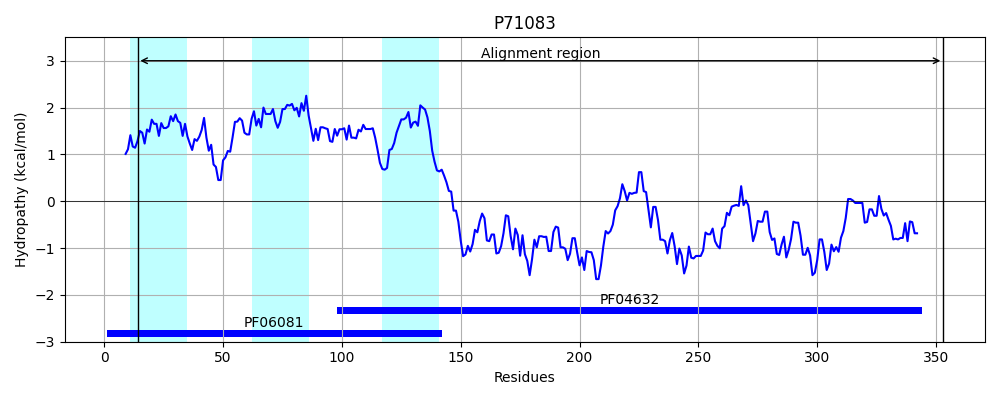 P71083
Alignment region
Hydropathy (kcal/mol)
3
2
1
0
−1
−2
−3
PF04632
PF06081
0 50 100 150 200 250 300 350
Residues